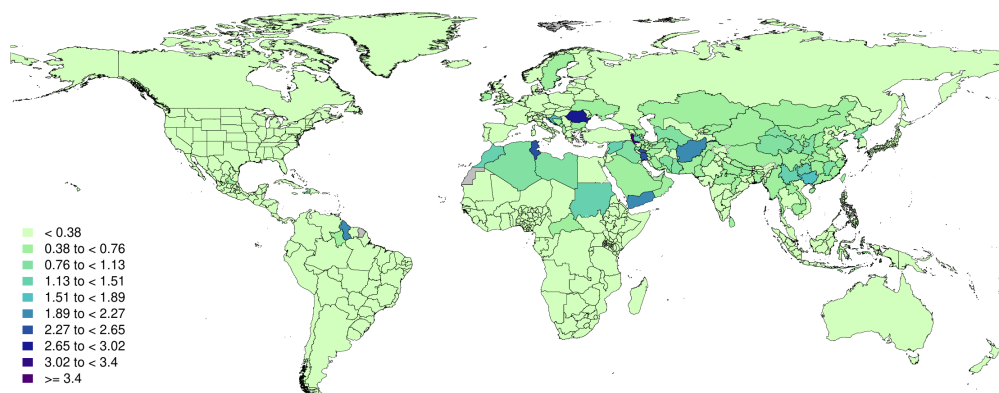 < 0.38
0.38 to < 0.76
0.76 to < 1.13
1.13 to < 1.51
1.51 to < 1.89
1.89 to < 2.27
2.27 to < 2.65
2.65 to < 3.02
3.02 to < 3.4
>= 3.4